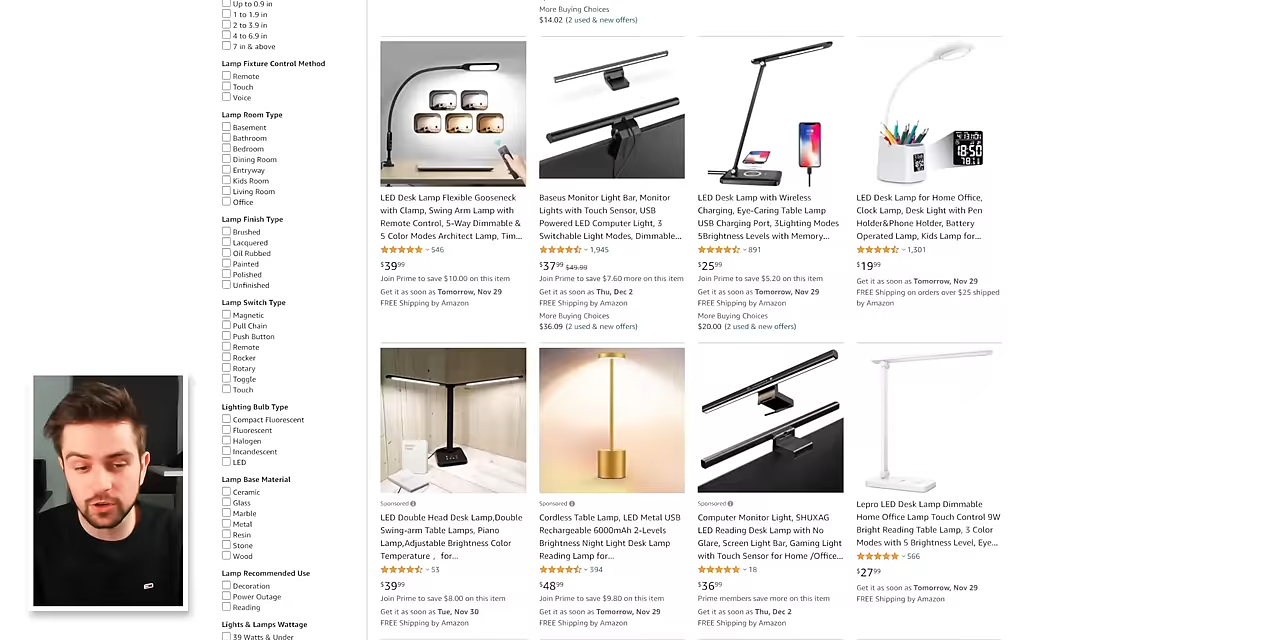 Up to 0.9 in
1 to 1.9 in
2 to 3.9 in
4 to 6.9 in
7 in & above
Lamp Fixture Control Method
Remote
Touch
Voice
Lamp Room Type
Basement
Bathroom
Bedroom
Dining Room
Entryway
Kids Room
Living Room
Office
Lamp Finish Type
Brushed
Lacquered
Oil Rubbed
Painted
Polished
Unfinished
Lamp Switch Type
Magnetic
Pull Chain
Push Button
Remote
Rocker
Rotary
Toggle
Touch
Lighting Bulb Type
Compact Fluorescent
Fluorescent
Halogen
Incandescent
LED
Lamp Base Material
Ceramic
Glass
Marble
Metal
Resin
Stone
Wood
Lamp Recommended Use
Decoration
Power Outage
Reading
Lights & Lamps Wattage
39 Watts & Under
More Buying Choices
$14.02 (2 used & new offers)
LED Desk Lamp Flexible Gooseneck
with Clamp, Swing Arm Lamp with
Remote Control, 5-Way Dimmable &
5 Color Modes Architect Lamp, Tim...
546
$39.99
Join Prime to save $10.00 on this item
Get it as soon as Tomorrow, Nov 29
FREE Shipping by Amazon
Baseus Monitor Light Bar, Monitor
Lights with Touch Sensor, USB
Powered LED Computer Light, 3
Switchable Light Modes, Dimmable...
1,945
$37.99 $49.99
Join Prime to save $7.60 more on this item
Get it as soon as Thu, Dec 2
FREE Shipping by Amazon
More Buying Choices
$36.09 (2 used & new offers)
LED Desk Lamp with Wireless
Charging, Eye-Caring Table Lamp
USB Charging Port, 3Lighting Modes
5Brightness Levels with Memory...
891
$25.99
Join Prime to save $5.20 on this item
Get it as soon as Tomorrow, Nov 29
FREE Shipping by Amazon
More Buying Choices
$20.00 (2 used & new offers)
18:50
LED Desk Lamp for Home Office,
Clock Lamp, Desk Light with Pen
Holder&Phone Holder, Battery
Operated Lamp, Kids Lamp for...
1,301
$19.99
Get it as soon as Tomorrow, Nov 29
FREE Shipping on orders over $25 shipped
by Amazon
Sponsored
LED Double Head Desk Lamp,Double
Swing-arm Table Lamps, Piano
Lamp,Adjustable Brightness Color
Temperature， for...
53
$39.99
Join Prime to save $8.00 on this item
Get it as soon as Tue, Nov 30
FREE Shipping by Amazon
Sponsored
Cordless Table Lamp, LED Metal USB
Rechargeable 6000mAh 2-Levels
Brightness Night Light Desk Lamp
Reading Lamp for...
394
$48.99
Join Prime to save $9.80 on this item
Get it as soon as Tomorrow, Nov 29
FREE Shipping by Amazon
Sponsored
Computer Monitor Light, SHUXAG
LED Reading Desk Lamp with No
Glare, Screen Light Bar, Gaming Light
with Touch Sensor for Home /Office...
18
$36.99
Prime members save more on this item
Get it as soon as Thu, Dec 2
FREE Shipping by Amazon
Lepro LED Desk Lamp Dimmable
Home Office Lamp Touch Control 9W
Bright Reading Table Lamp, 3 Color
Modes with 5 Brightness Level, Eye...
566
$27.99
Get it as soon as Tomorrow, Nov 29
FREE Shipping by Amazon